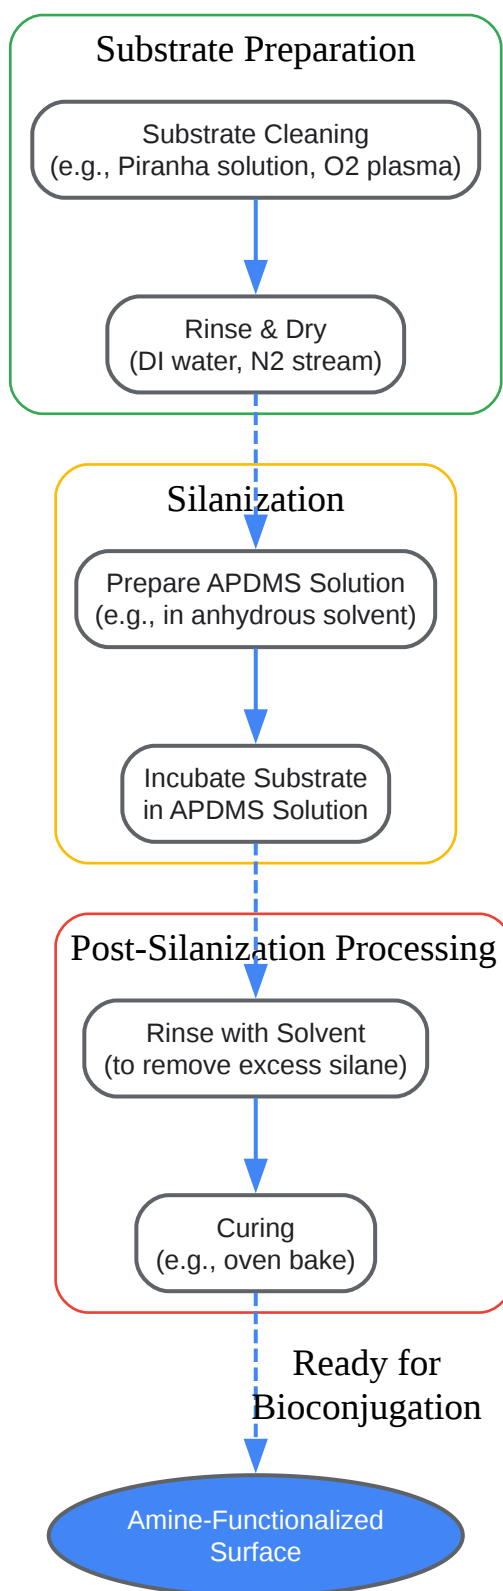 Substrate Preparation
Substrate Cleaning
(e.g., Piranha solution, O2 plasma)
Rinse & Dry
(DI water, N2 stream)
Silanization
Prepare APDMS Solution
(e.g., in anhydrous solvent)
Incubate Substrate
in APDMS Solution
Post-Silanization Processing
Rinse with Solvent
(to remove excess silane)
Curing
(e.g., oven bake)
Ready for
Bioconjugation
Amine-Functionalized
Surface